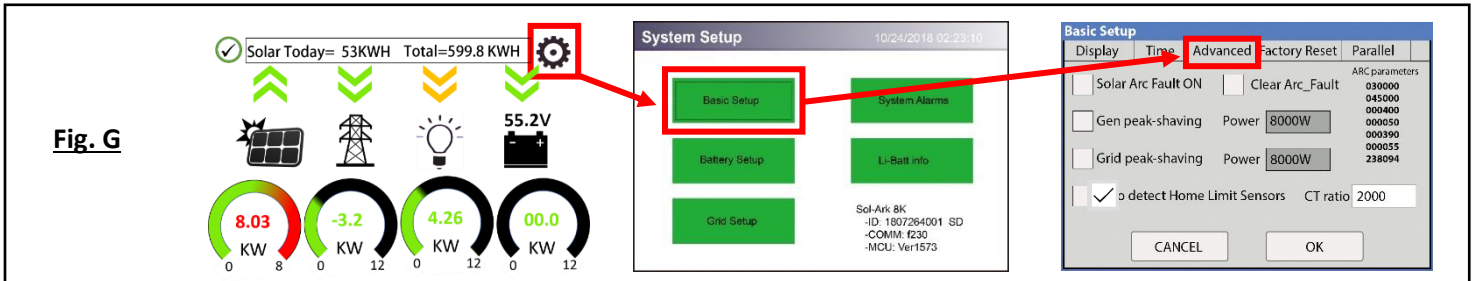 Fig. G
Solar Today= 53KWH Total=599.8 KWH
55.2V
- +
8.03
KW
0 8
-3.2
KW
0 12
4.26
KW
0 12
00.0
KW
0 12
System Setup 10/24/2018 02:23:10
Basic Setup
System Alarms
Battery Setup
Li-Batt info
Grid Setup
Sol-Ark 8K
-ID: 1807264001 SD
-COMM: f230
-MCU: Ver1573
Basic Setup
Display Time Advanced Factory Reset Parallel
Solar Arc Fault ON Clear Arc_Fault
ARC parameters
030000
045000
000400
000050
000390
000055
238094
Gen peak-shaving Power 8000W
Grid peak-shaving Power 8000W
o detect Home Limit Sensors CT ratio 2000
CANCEL OK